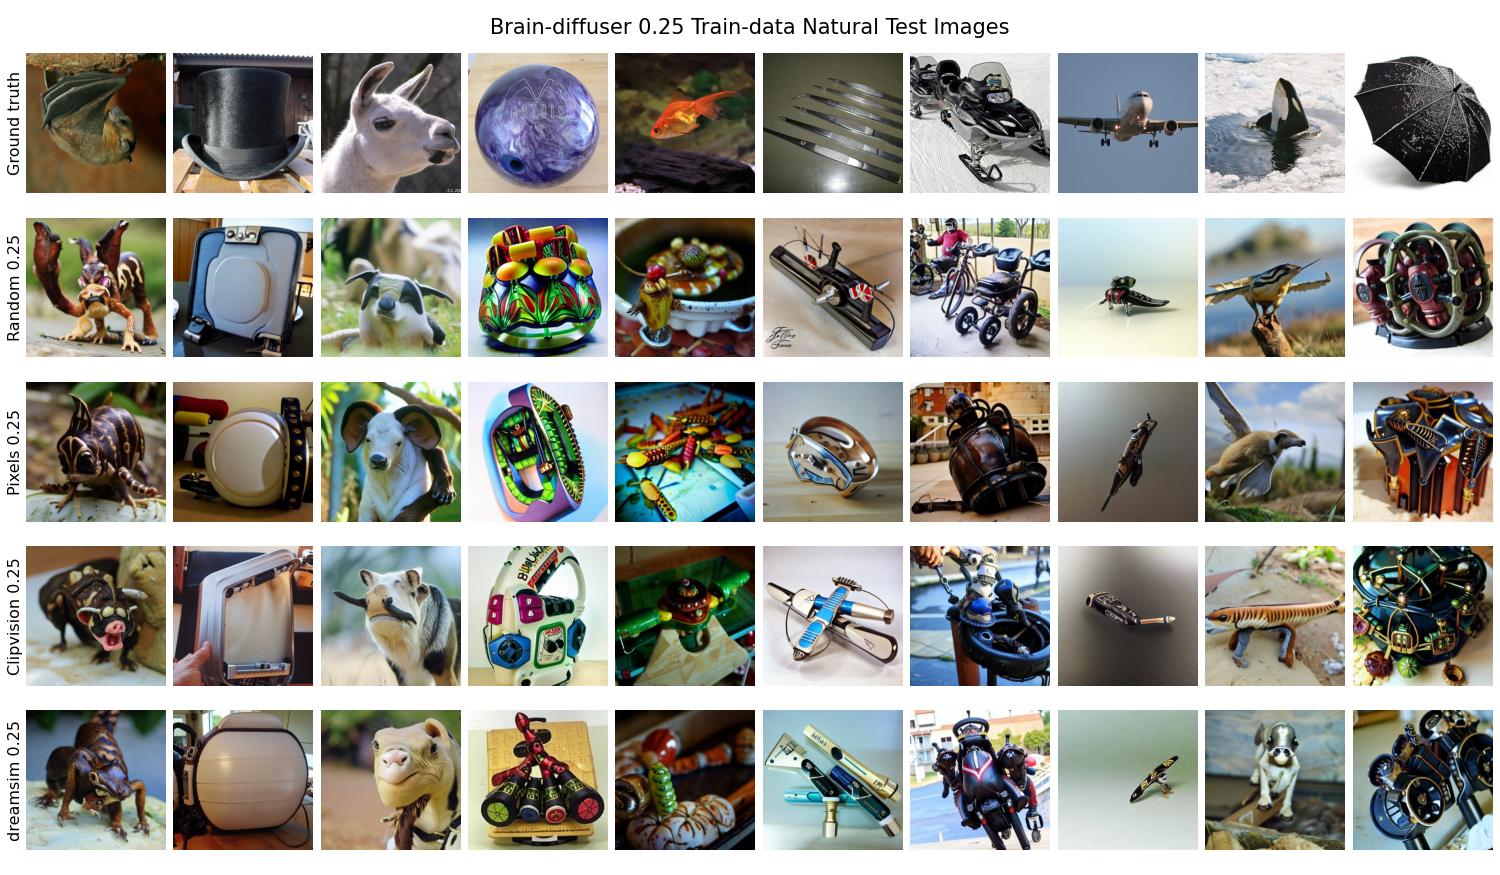 Brain-diffuser 0.25 Train-data Natural Test Images
Ground truth
Random 0.25
Pixels 0.25
Clipvision 0.25
dreamsim 0.25